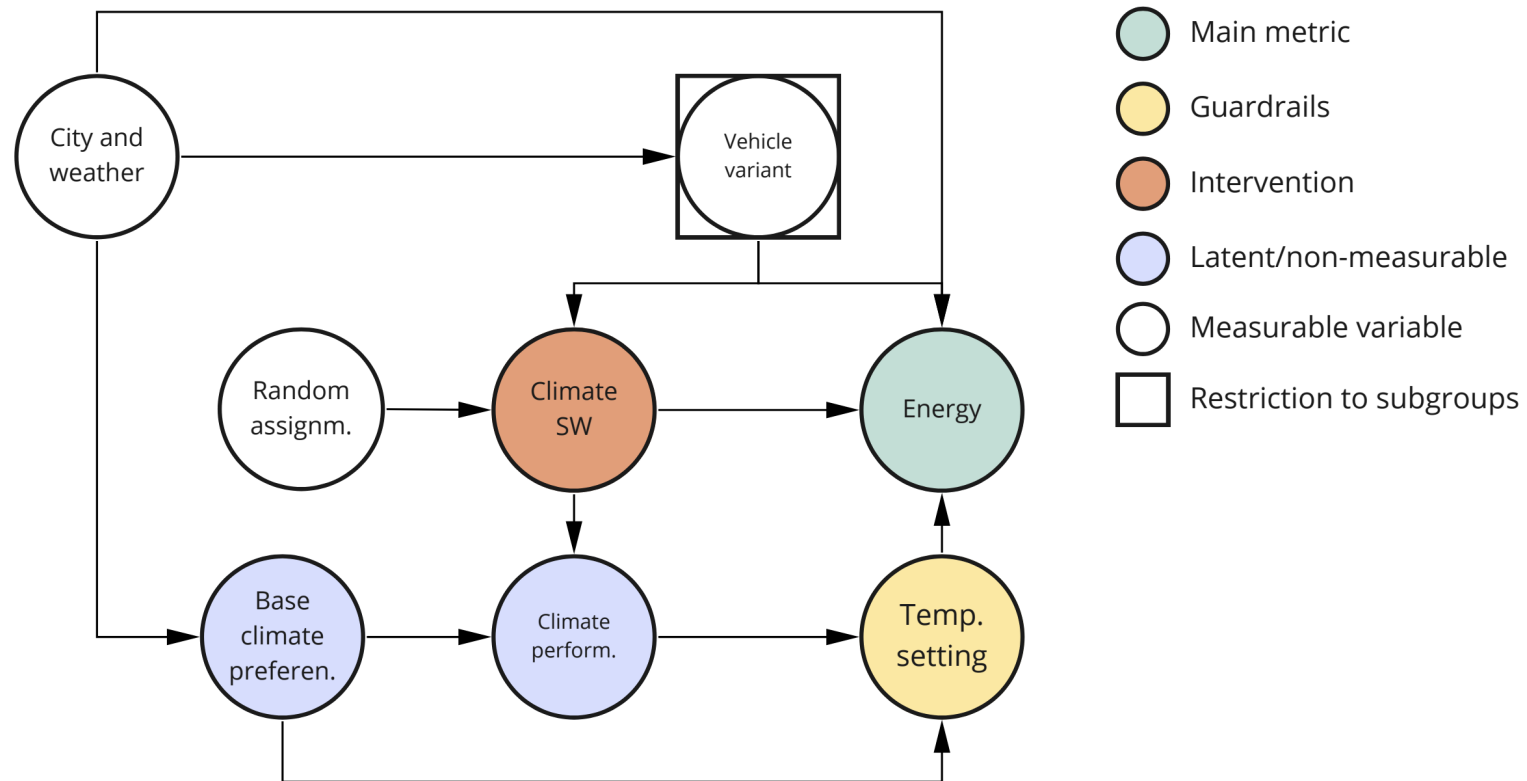 City and
weather
Vehicle
variant
Random
assignm.
Climate
SW
Energy
Base
climate
preferen.
Climate
perform.
Temp.
setting
Main metric
Guardrails
Intervention
Latent/non-measurable
Measurable variable
Restriction to subgroups